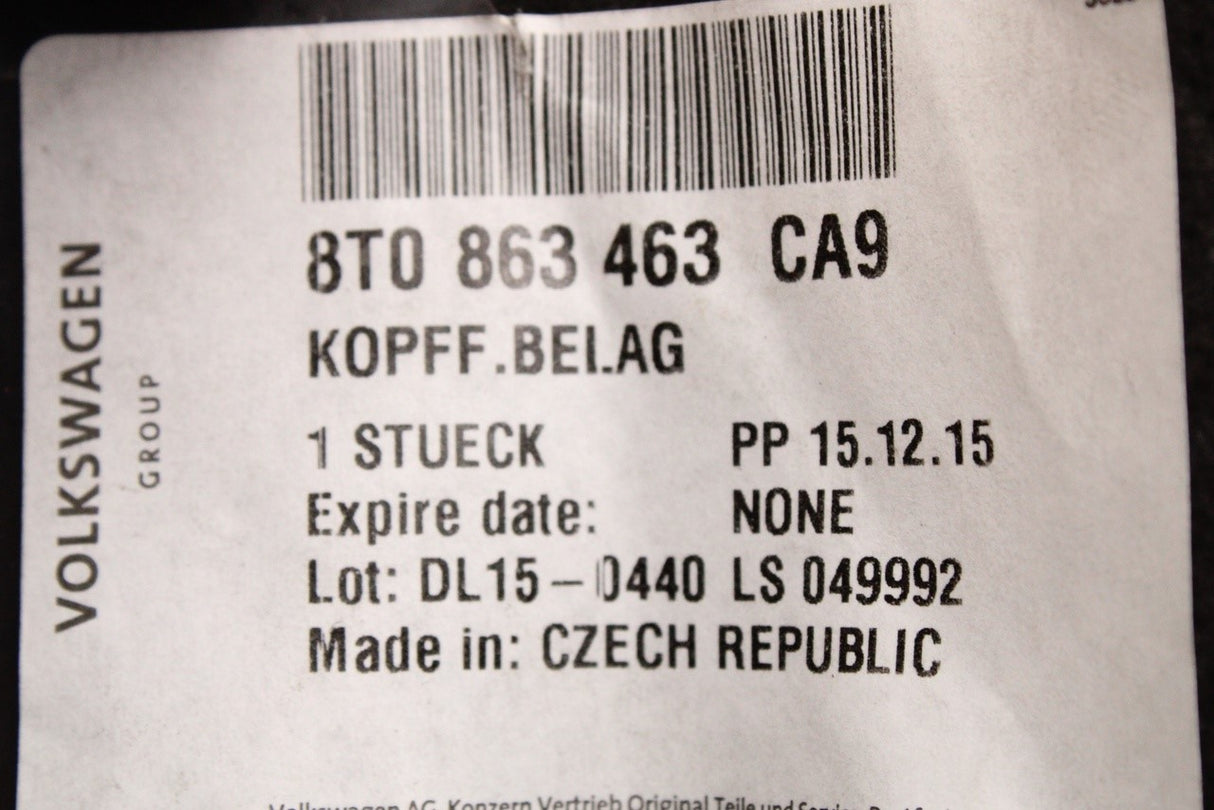 8T0 863 463 CA9
KOPFF.BELAG
1 STUECK PP 15.12.15
Expire date: NONE
Lot: DL15-0440 LS 049992
Made in: CZECH REPUBLIC
VOLKSWAGEN
GROUP
Volkswagen AG, Konzern Vertrieb Original Teile und